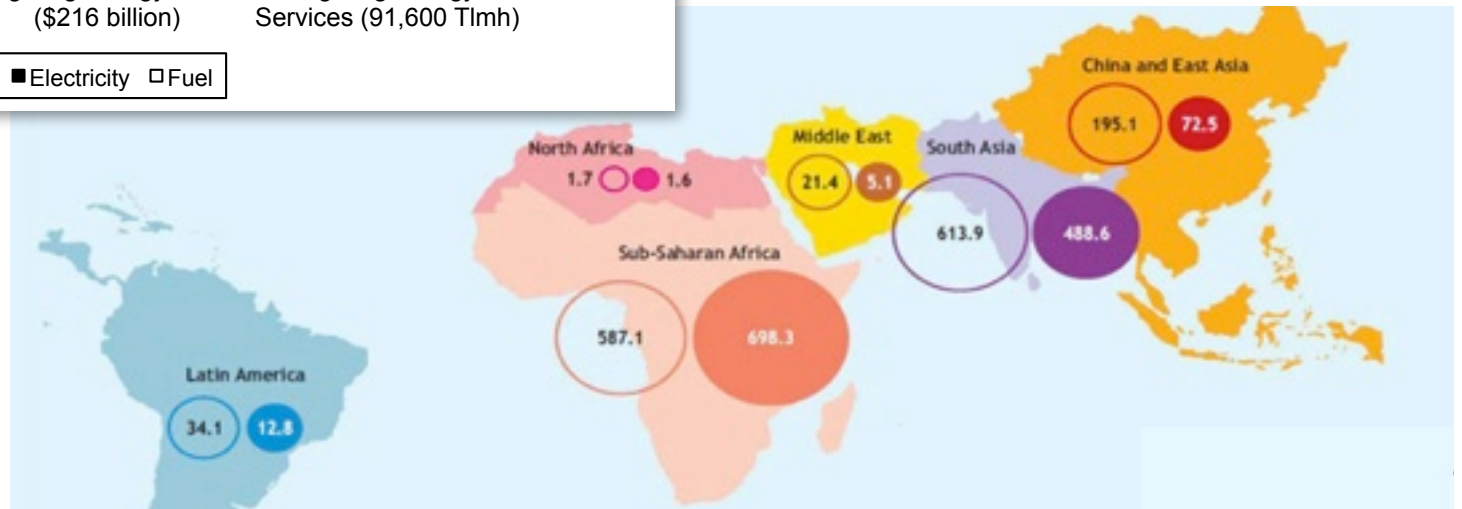 ($216 billion)
Services (91,600 Tlmh)
Electricity
Fuel
China and East Asia
195.1
72.5
North Africa
1.7
1.6
Middle East
21.4
5.1
South Asia
613.9
488.6
Sub-Saharan Africa
587.1
698.3
Latin America
34.1
12.8